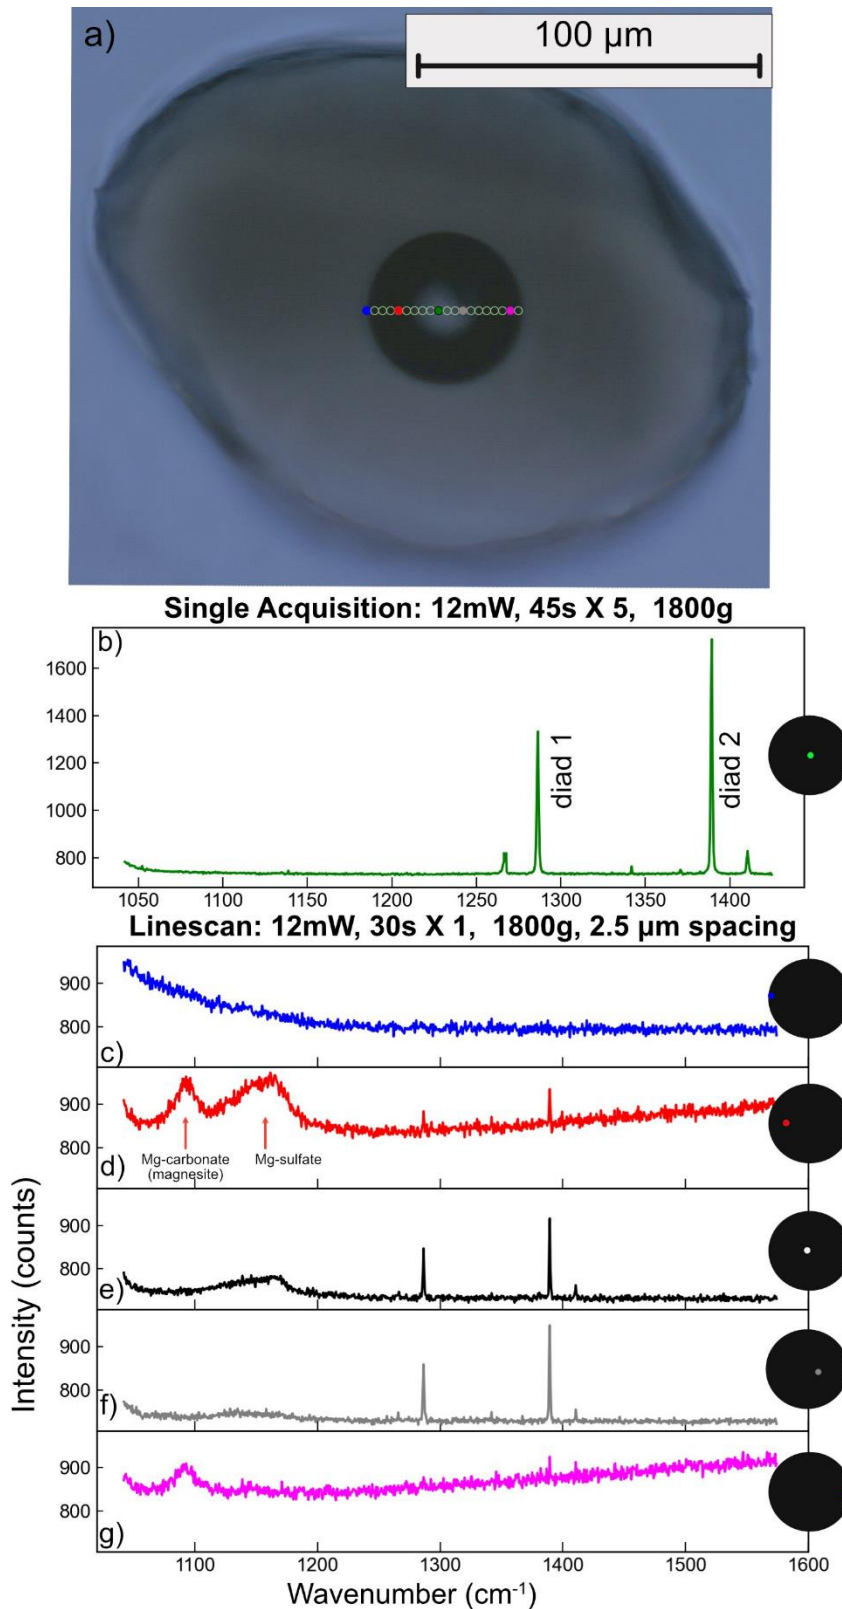 a)
100 μm
Single Acquisition: 12mW, 45s X 5, 1800g
b)
1600
1400
1200
1000
800
diad 1
diad 2
1050 1100 1150 1200 1250 1300 1350 1400
Linescan: 12mW, 30s X 1, 1800g, 2.5 μm spacing
900
800
c)
900
800
Mg-carbonate
(magnesite)
Mg-sulfate
d)
900
800
e)
900
800
f)
900
800
g)
Intensity (counts)
1100 1200 1300 1400 1500 1600
Wavenumber (cm⁻¹)